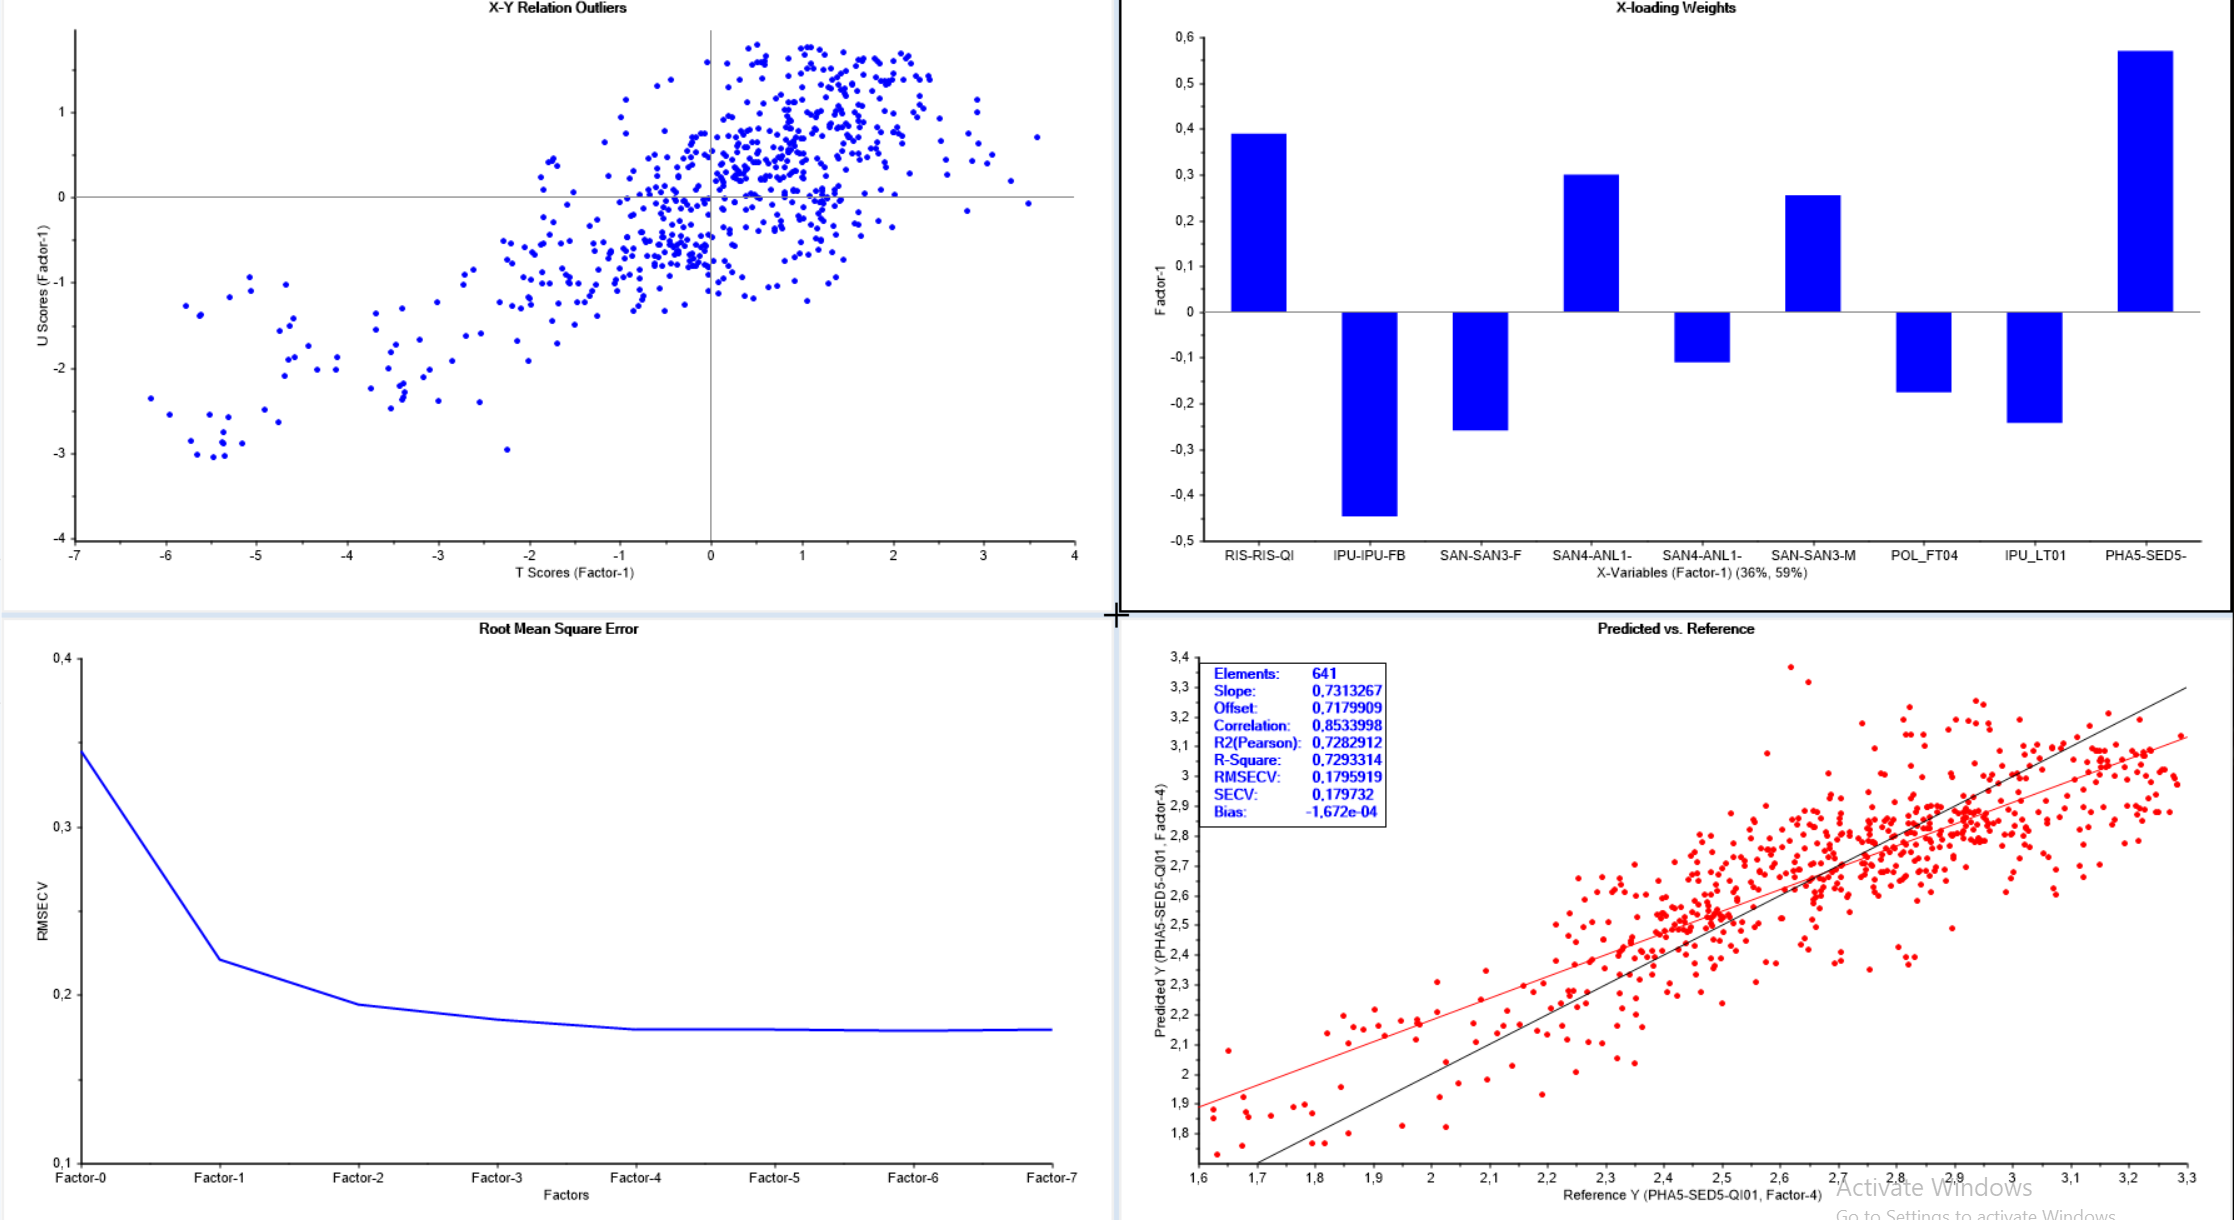 X-Y Relation Outliers
U Scores (Factor-1)
1
0
-1
-2
-3
-4
-7 -6 -5 -4 -3 -2 -1 0 1 2 3 4
T Scores (Factor-1)
X-loading Weights
Factor-1
0,6
0,5
0,4
0,3
0,2
0,1
0
-0,1
-0,2
-0,3
-0,4
-0,5
RIS-RIS-QI IPU-IPU-FB SAN-SAN3-F SAN4-ANL1- SAN4-ANL1- SAN-SAN3-M POL_FT04 IPU_LT01 PHA5-SED5-
X-Variables (Factor-1) (36%, 59%)
Root Mean Square Error
RMSECV
0,4
0,3
0,2
0,1
Factor-0 Factor-1 Factor-2 Factor-3 Factor-4 Factor-5 Factor-6 Factor-7
Factors
Predicted vs. Reference
Predicted Y (PHA5-SED5-QI01, Factor-4)
3,4
3,3
3,2
3,1
3
2,9
2,8
2,7
2,6
2,5
2,4
2,3
2,2
2,1
2
1,9
1,8
Elements: 641
Slope: 0,7313267
Offset: 0,7179909
Correlation: 0,8533998
R2(Pearson): 0,7282912
R-Square: 0,7293314
RMSECV: 0,1795919
SECV: 0,179732
Bias: -1,672e-04
1,6 1,7 1,8 1,9 2 2,1 2,2 2,3 2,4 2,5 2,6 2,7 2,8 2,9 3 3,1 3,2 3,3
Reference Y (PHA5-SED5-QI01, Factor-4)
Activate Windows
Go to Settings to activate Windows